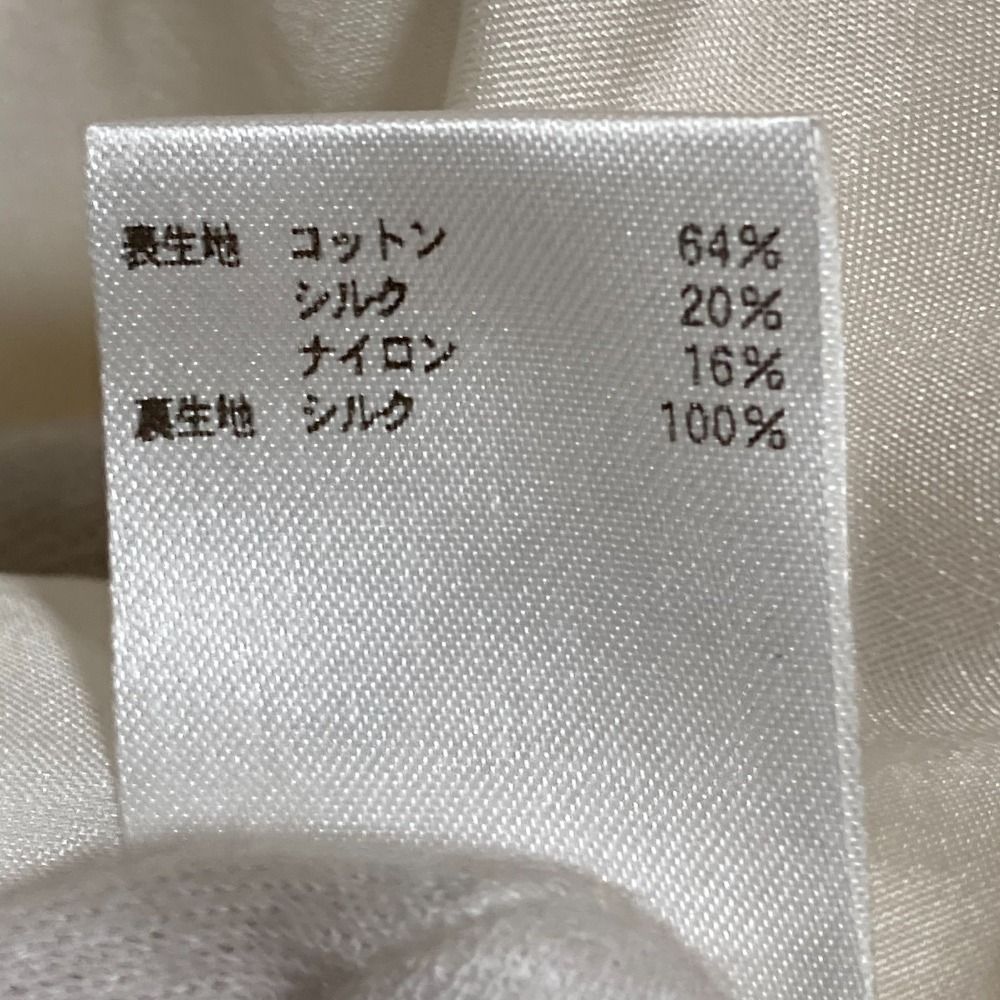 表生地 コットン 64%
シルク 20%
ナイロン 16%
裏生地 シルク 100%